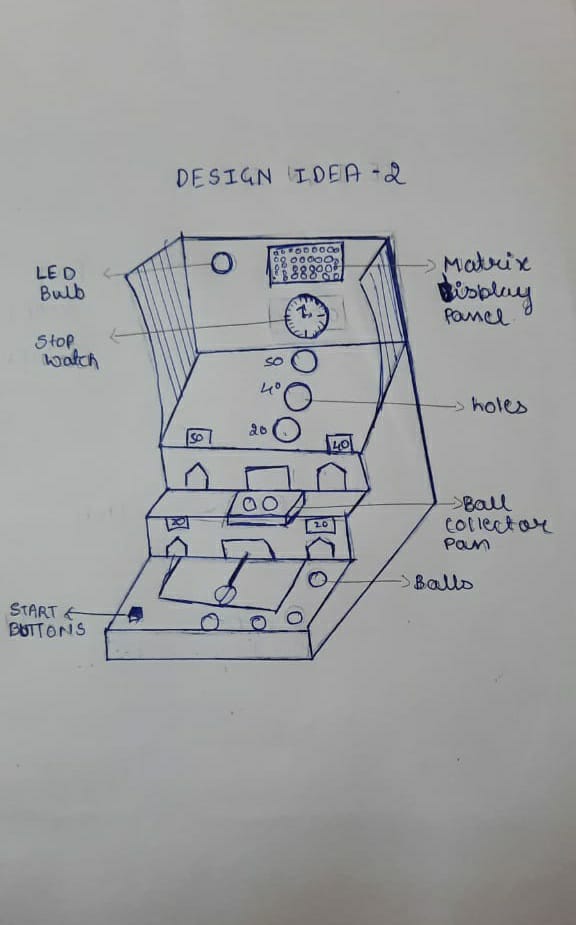 DESIGN IDEA-2
LED
Bulb
Matrix
Display
Panel
Stop
Watch
50
40
holes
20
50
40
Ball
collector
Pan
20
20
Balls
START
BUTTONS